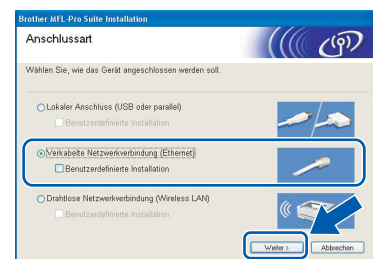 Brother MFL-Pro Suite Installation
Anschlussart
Wählen Sie, wie das Gerät angeschlossen werden soll.
Lokaler Anschluss (USB oder parallel)
Benutzerdefinierte Installation
Verkabelte Netzwerkverbindung (Ethernet)
Benutzerdefinierte Installation
Drahtlose Netzwerkverbindung (Wireless LAN)
Benutzerdefinierte Installation
Weiter >
Abbrechen